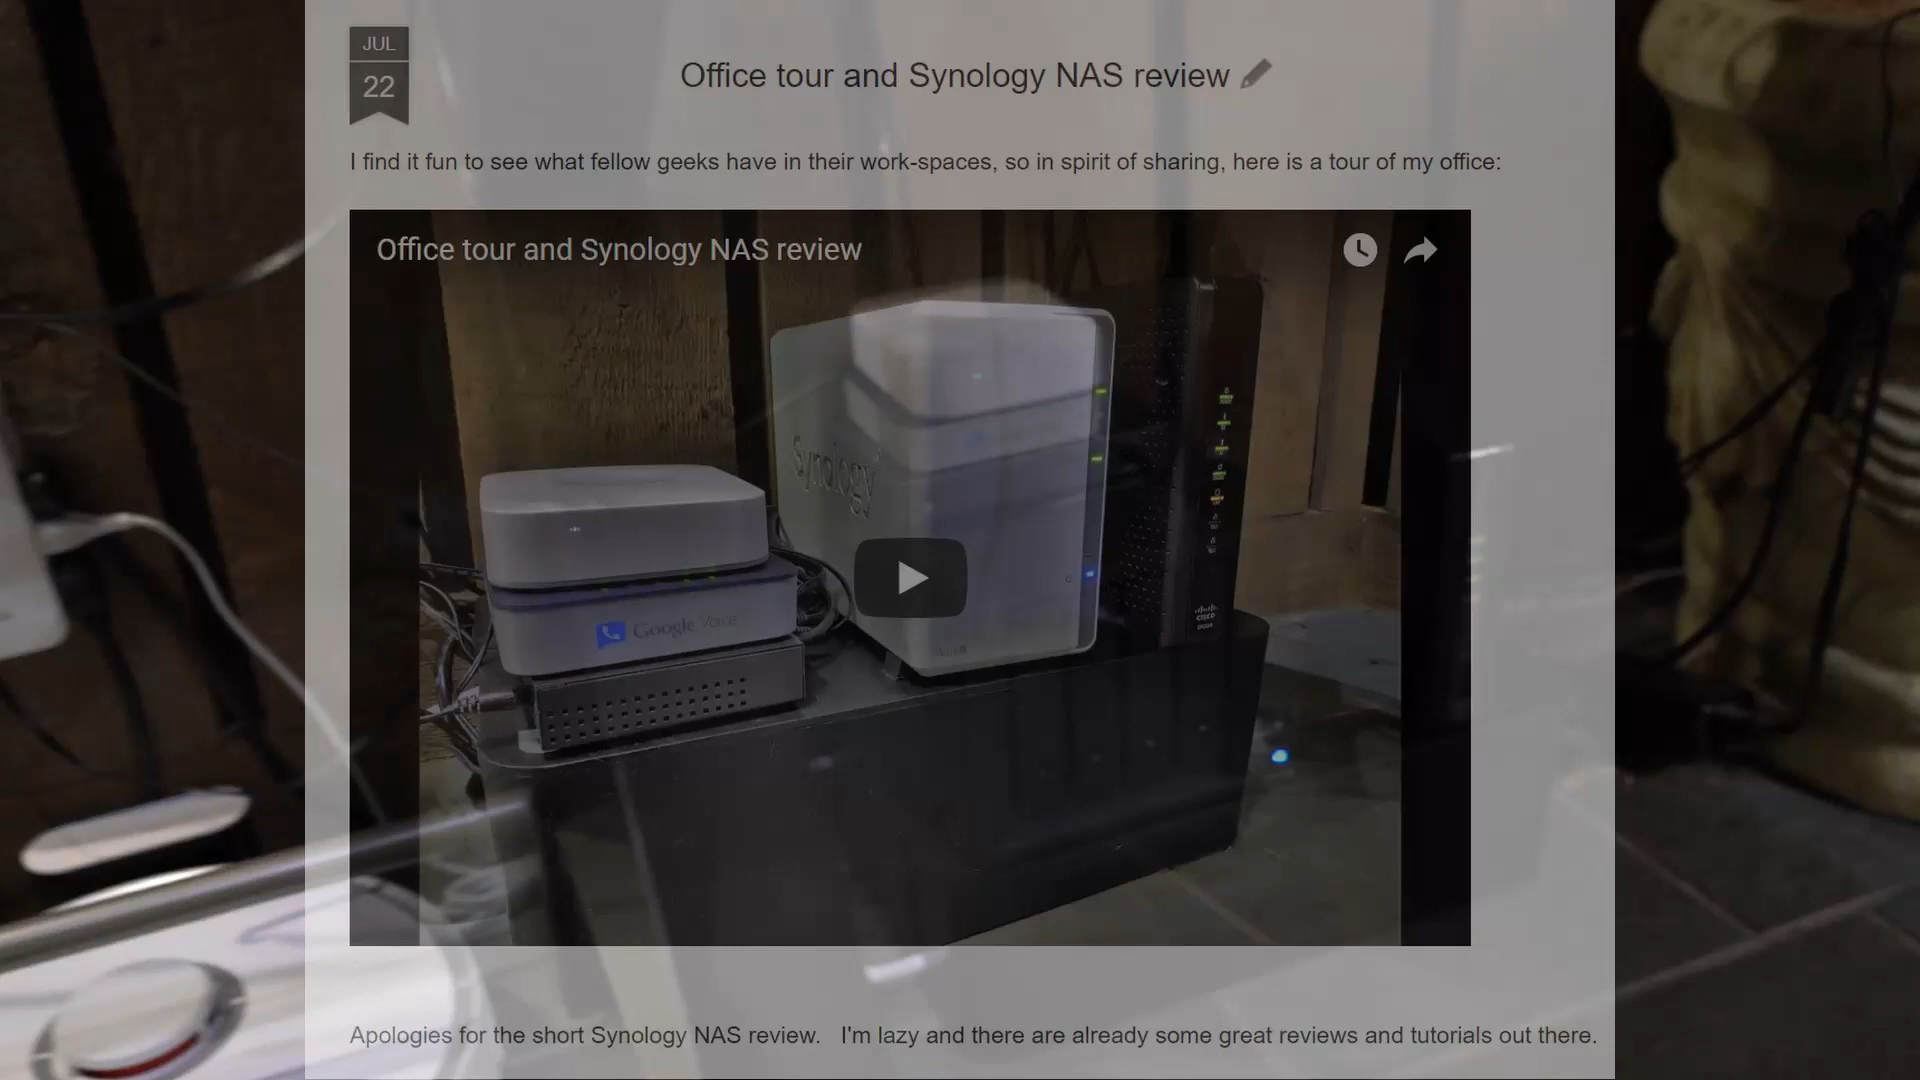 JUL
22
Office tour and Synology NAS review
I find it fun to see what fellow geeks have in their work-spaces, so in spirit of sharing, here is a tour of my office:
Office tour and Synology NAS review
Synology
Google Voice
CISCO
Apologies for the short Synology NAS review. I'm lazy and there are already some great reviews and tutorials out there.